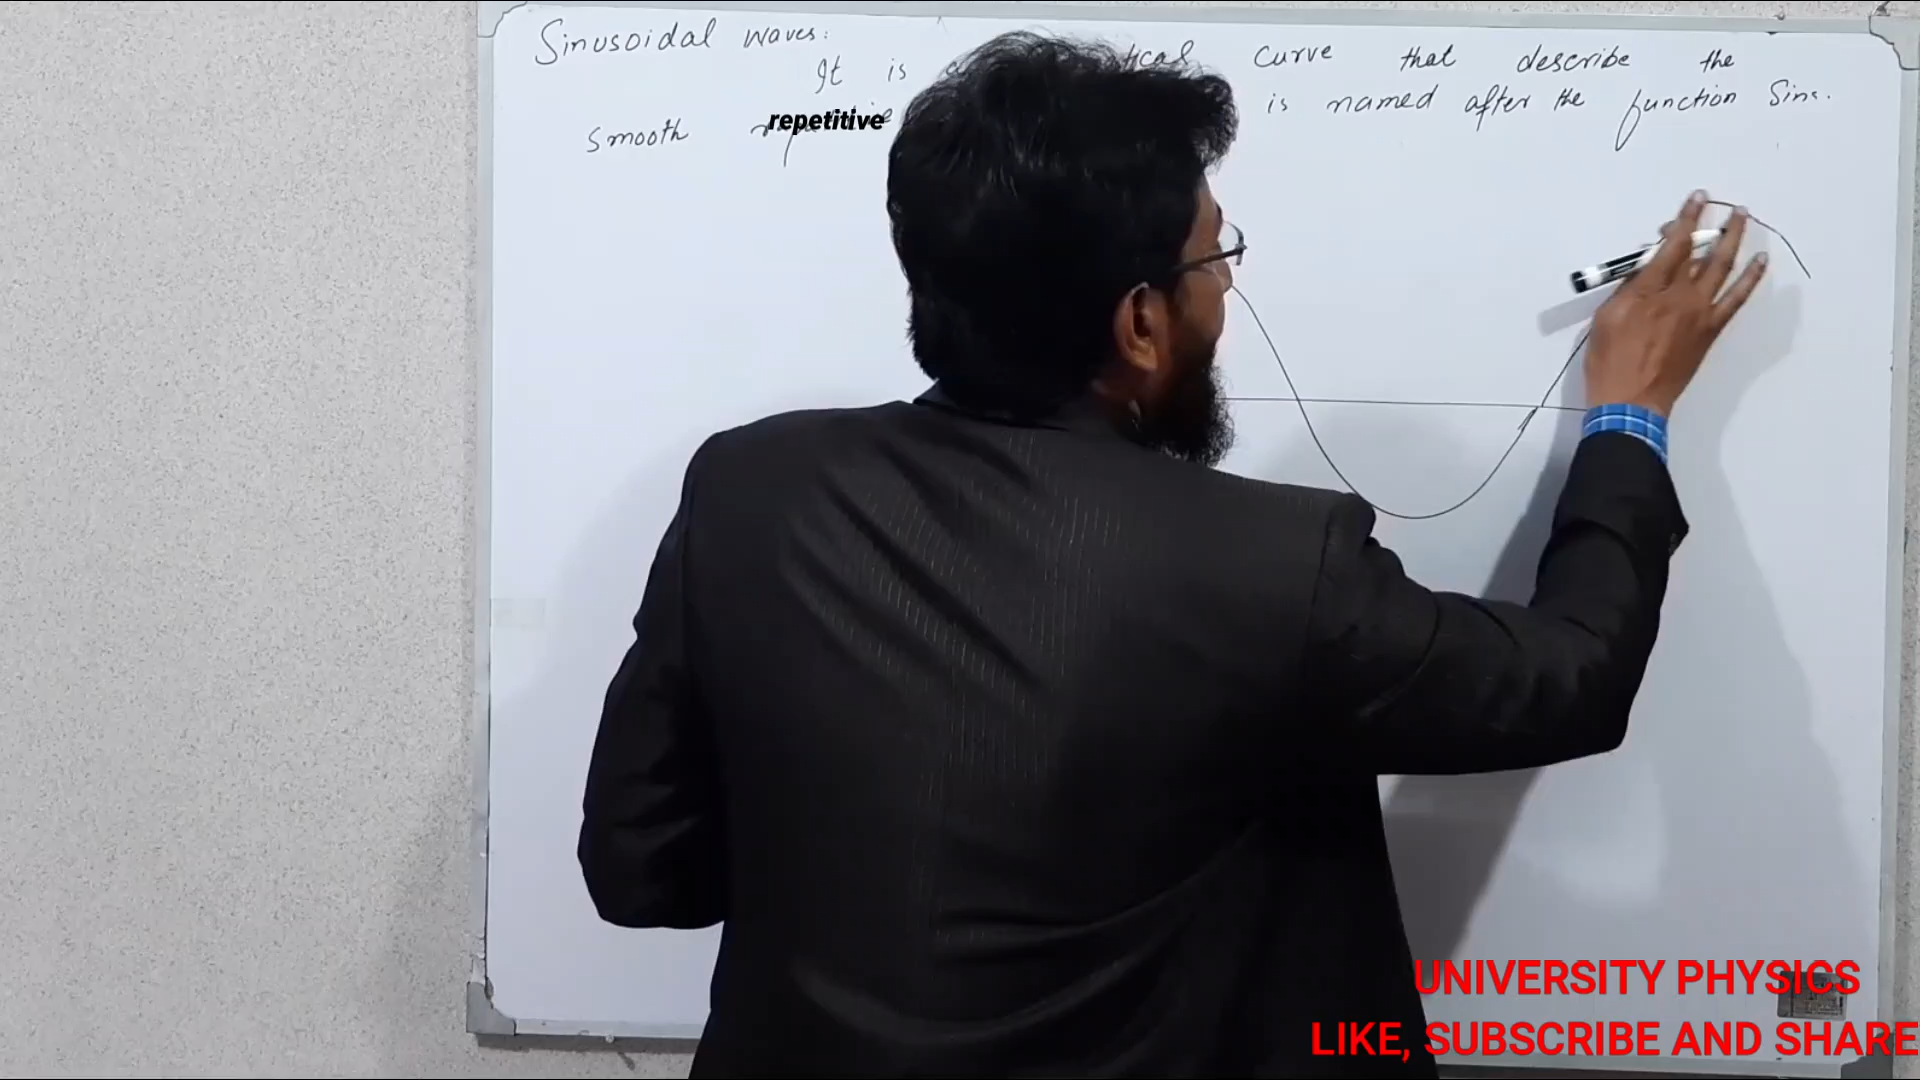 Sinusoidal waves:
It is curve that describe the
smooth repetitive is named after the function Sine.
UNIVERSITY PHYSICS
LIKE, SUBSCRIBE AND SHARE